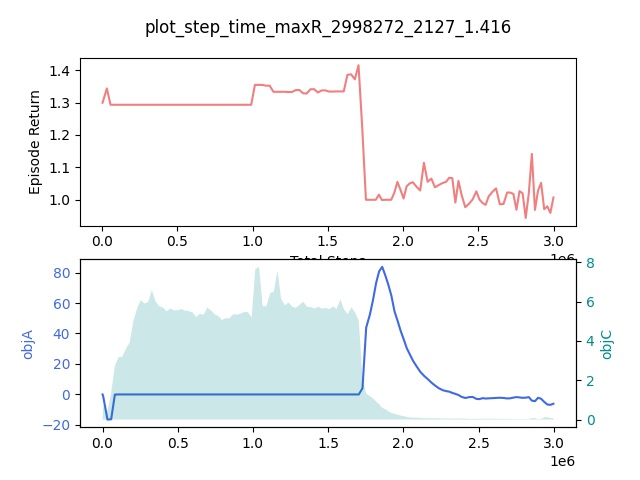 plot_step_time_maxR_2998272_2127_1.416
Episode Return
1.4
1.3
1.2
1.1
1.0
0.0 0.5 1.0 1.5 2.0 2.5 3.0
1e6
Total Steps
objA
80
60
40
20
0
−20
8
6
4
2
0
objC
0.0 0.5 1.0 1.5 2.0 2.5 3.0
1e6